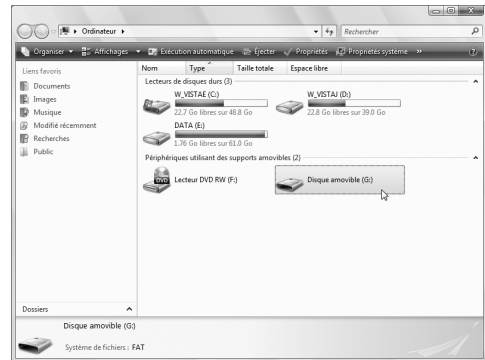 Ordinateur
Rechercher
Organiser Affichages Exécution automatique Éjecter Propriétés Propriétés système »
Liens favoris
Documents
Images
Musique
Modifié récemment
Recherches
Public
Dossiers
Nom Type Taille totale Espace libre
Lecteurs de disques durs (3)
W_VISTAE (C:)
22.7 Go libres sur 48.8 Go
W_VISTAJ (D:)
22.8 Go libres sur 39.0 Go
DATA (E:)
1.76 Go libres sur 61.0 Go
Périphériques utilisant des supports amovibles (2)
DVD
Lecteur DVD RW (F:)
Disque amovible (G:)
Disque amovible (G:)
Système de fichiers : FAT